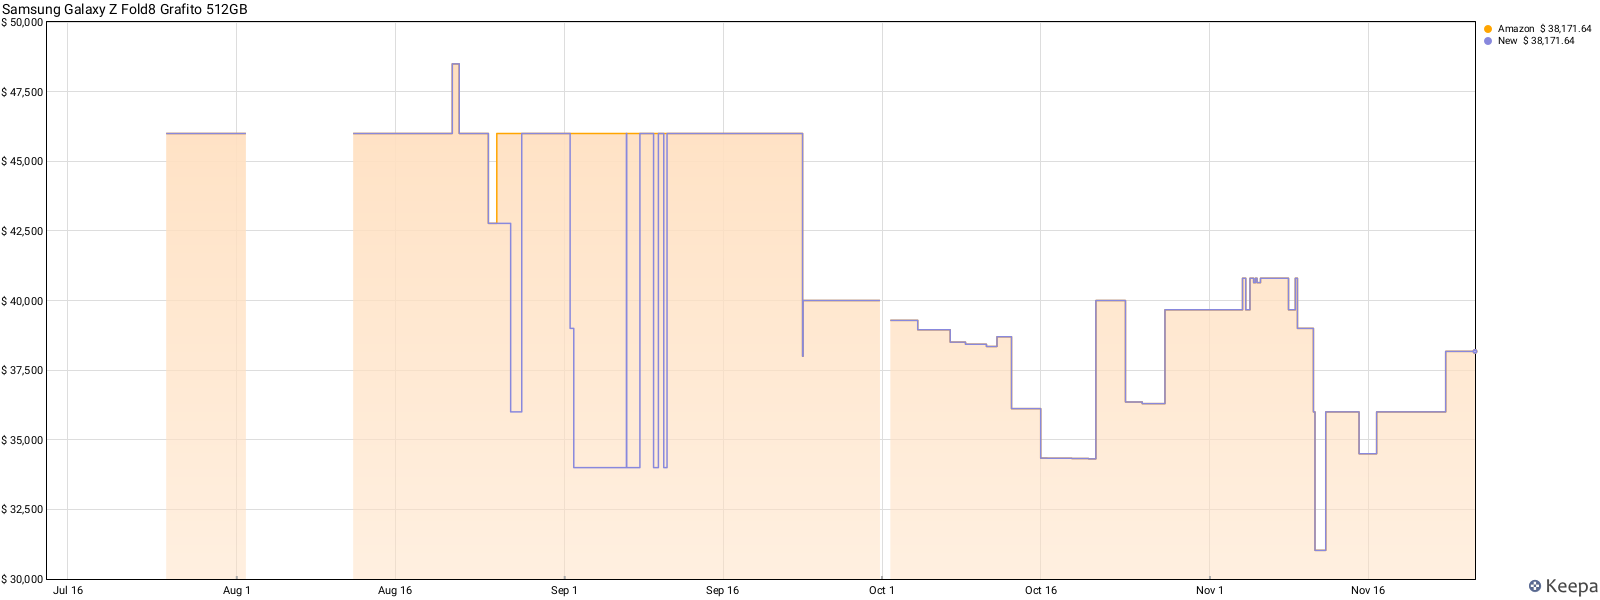 Samsung Galaxy Z Fold8 Grafito 512GB
$ 50,000
Amazon $ 38,171.64
New $ 38,171.64
$ 47,500
$ 45,000
$ 42,500
$ 40,000
$ 37,500
$ 35,000
$ 32,500
$ 30,000
Jul 16 Aug 1 Aug 16 Sep 1 Sep 16 Oct 1 Oct 16 Nov 1 Nov 16
Keepa